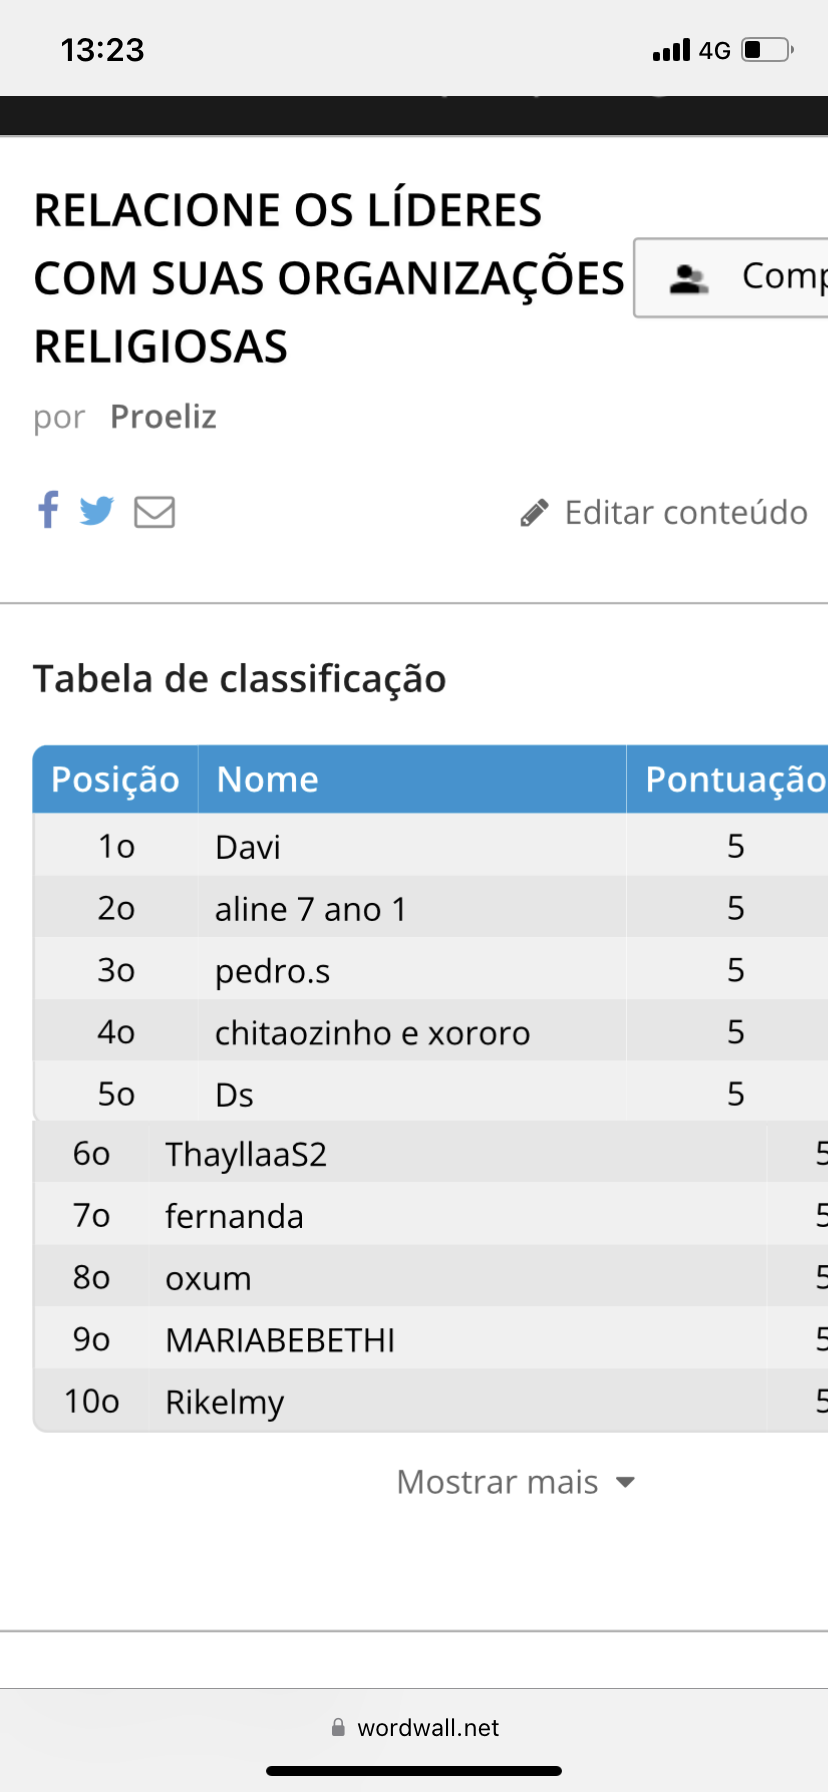 13:23 4G
RELACIONE OS LÍDERES
COM SUAS ORGANIZAÇÕES
RELIGIOSAS
Comp
por Proeliz
Editar conteúdo
Tabela de classificação
Posição Nome Pontuação
1o Davi 5
2o aline 7 ano 1 5
3o pedro.s 5
4o chitaozinho e xororo 5
5o Ds 5
6o ThayllaaS2 5
7o fernanda 5
8o oxum 5
9o MARIABEBETHI 5
10o Rikelmy 5
Mostrar mais
wordwall.net